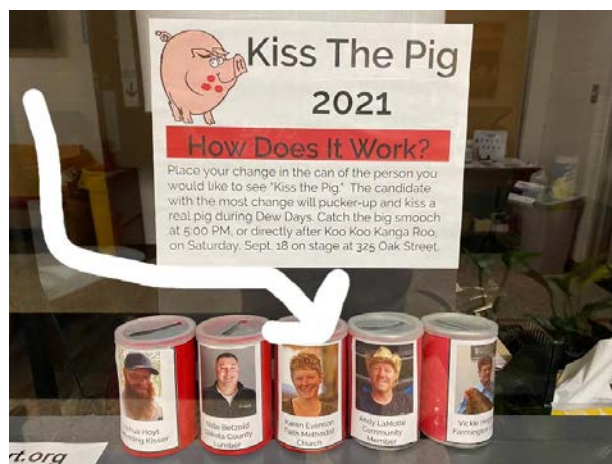 Kiss The Pig
2021
How Does It Work?
Place your change in the can of the person you
would like to see "Kiss the Pig." The candidate
with the most change will pucker-up and kiss a
real pig during Dew Days. Catch the big smooch
at 5:00 PM, or directly after Koo Koo Kanga Roo,
on Saturday, Sept. 18 on stage at 325 Oak Street.
Hoyt
Kisser
Nate Betzold
Dakota County
Lumber
Karen Evenson
Faith Methodist
Church
Andy LaMotte
Community
Member
Vickie
Farmington
rt.org